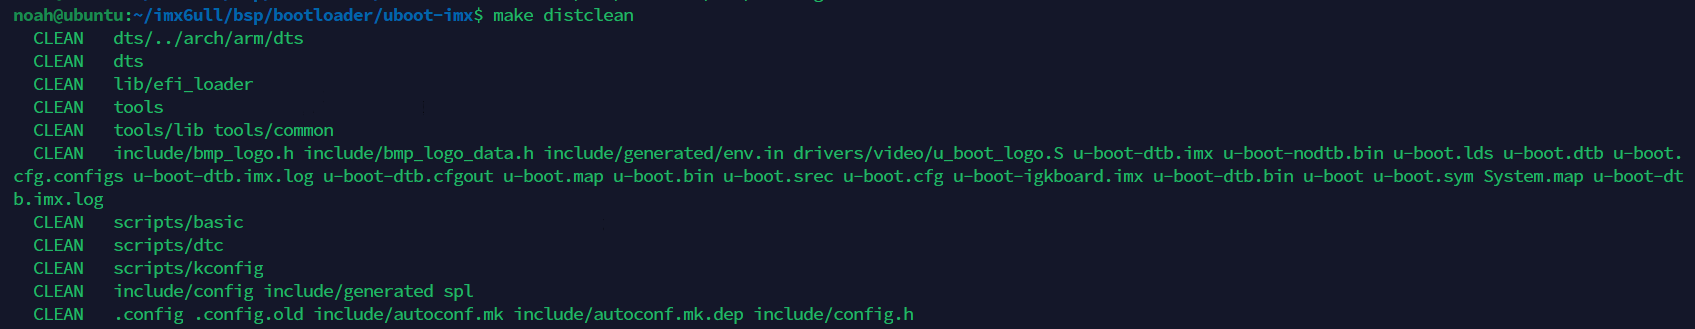 noah@ubuntu:~/imx6ull/bsp/bootloader/uboot-imx$ make distclean
CLEAN dts/../arch/arm/dts
CLEAN dts
CLEAN lib/efi_loader
CLEAN tools
CLEAN tools/lib tools/common
CLEAN include/bmp_logo.h include/bmp_logo_data.h include/generated/env.in drivers/video/u_boot_logo.S u-boot-dtb.imx u-boot-nodtb.bin u-boot.lds u-boot.dtb u-boot.
cfg.configs u-boot-dtb.imx.log u-boot-dtb.cfgout u-boot.map u-boot.bin u-boot.srec u-boot.cfg u-boot-igkboard.imx u-boot-dtb.bin u-boot u-boot.sym System.map u-boot-dt
b.imx.log
CLEAN scripts/basic
CLEAN scripts/dtc
CLEAN scripts/kconfig
CLEAN include/config include/generated spl
CLEAN .config .config.old include/autoconf.mk include/autoconf.mk.dep include/config.h